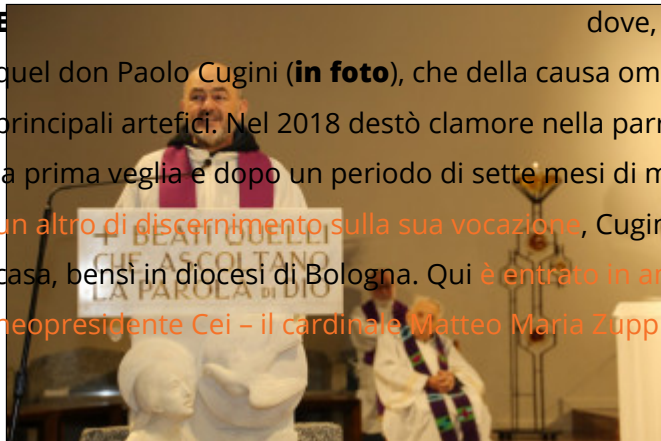 E dove,
quel don Paolo Cugini (in foto), che della causa om
principali artefici. Nel 2018 destò clamore nella parr
a prima veglia e dopo un periodo di sette mesi di m
un altro di discernimento sulla sua vocazione, Cugin
casa, bensì in diocesi di Bologna. Qui è entrato in an
neopresidente Cei – il cardinale Matteo Maria Zupp
+ BEATI QUELLI
CHE ASCOLTANO
LA PAROLA DI DIO